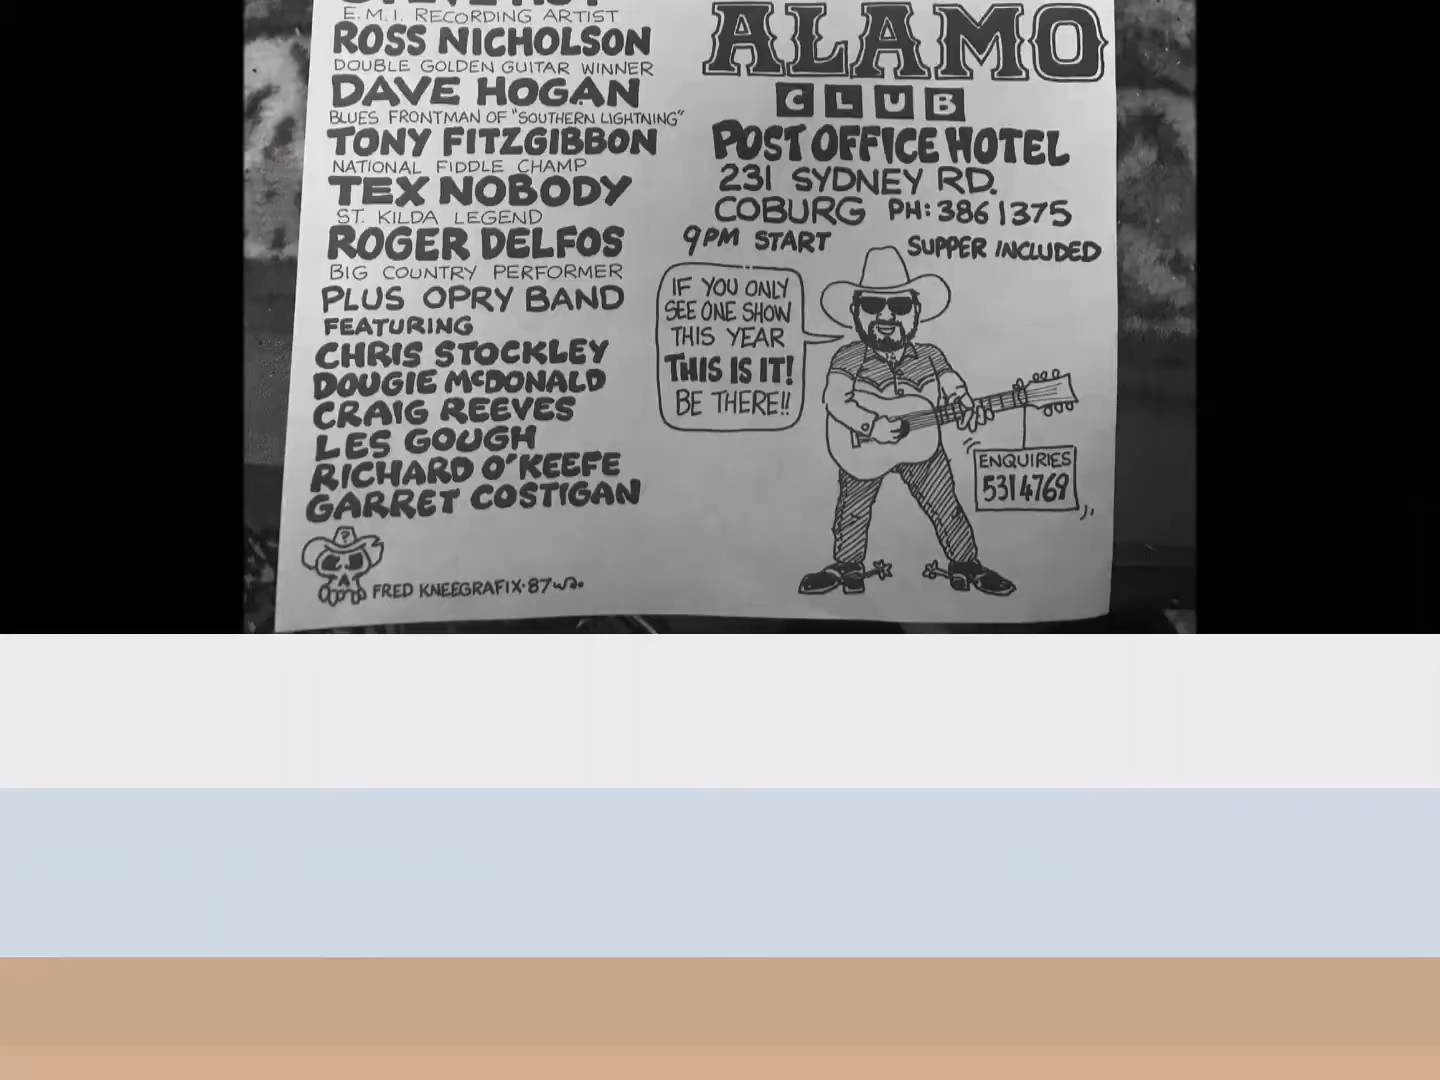 E.M.I. RECORDING ARTIST
ROSS NICHOLSON
DOUBLE GOLDEN GUITAR WINNER
DAVE HOGAN
BLUES FRONTMAN OF "SOUTHERN LIGHTNING"
TONY FITZGIBBON
NATIONAL FIDDLE CHAMP
TEX NOBODY
ST. KILDA LEGEND
ROGER DELFOS
BIG COUNTRY PERFORMER
PLUS OPRY BAND
FEATURING
CHRIS STOCKLEY
DOUGIE McDONALD
CRAIG REEVES
LES GOUGH
RICHARD O'KEEFE
GARRET COSTIGAN
?
FRED KNEEGRAFIX·87
ALAMO
CLUB
POST OFFICE HOTEL
231 SYDNEY RD.
COBURG PH: 386 1375
9PM START SUPPER INCLUDED
IF YOU ONLY
SEE ONE SHOW
THIS YEAR
THIS IS IT!
BE THERE!!
ENQUIRIES
531 4769